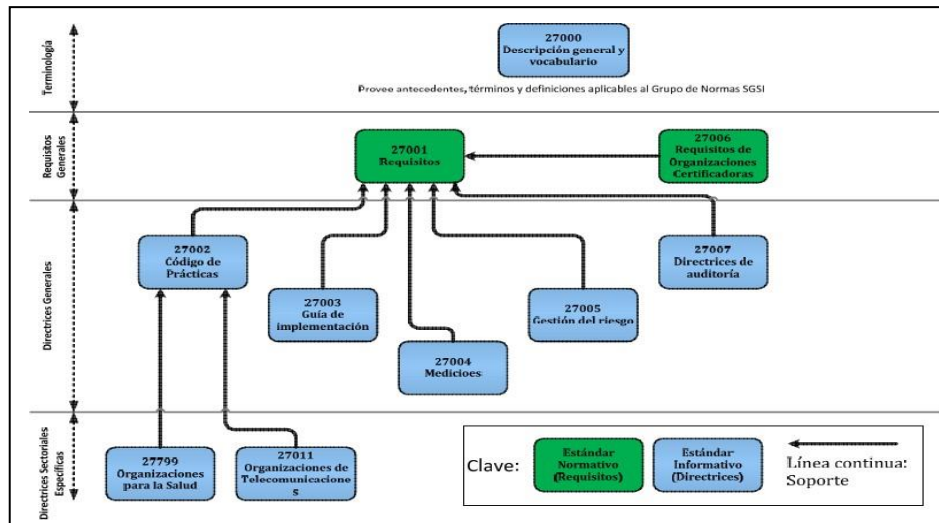 Terminología
27000
Descripción general y
vocabulario
Provee antecedentes, términos y definiciones aplicables al Grupo de Normas SGSI
Requisitos
Generales
27001
Requisitos
27006
Requisitos de
Organizaciones
Certificadoras
Directrices Generales
27002
Código de
Prácticas
27007
Directrices de
auditoría
27003
Guía de
implementación
27005
Gestión del riesgo
27004
Medicioes
Directrices Sectoriales
Específicas
27799
Organizaciones
para la Salud
27011
Organizaciones de
Telecomunicacione
s
Clave:
Estándar
Normativo
(Requisitos)
Estándar
Informativo
(Directrices)
Línea continua:
Soporte